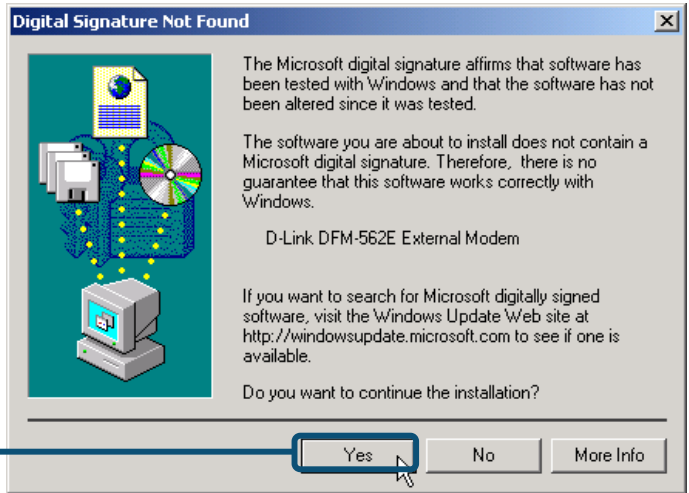 Digital Signature Not Found
The Microsoft digital signature affirms that software has
been tested with Windows and that the software has not
been altered since it was tested.
The software you are about to install does not contain a
Microsoft digital signature. Therefore,  there is no
guarantee that this software works correctly with
Windows.
D-Link DFM-562E External Modem
If you want to search for Microsoft digitally signed
software, visit the Windows Update Web site at
http://windowsupdate.microsoft.com to see if one is
available.
Do you want to continue the installation?
Yes No More Info